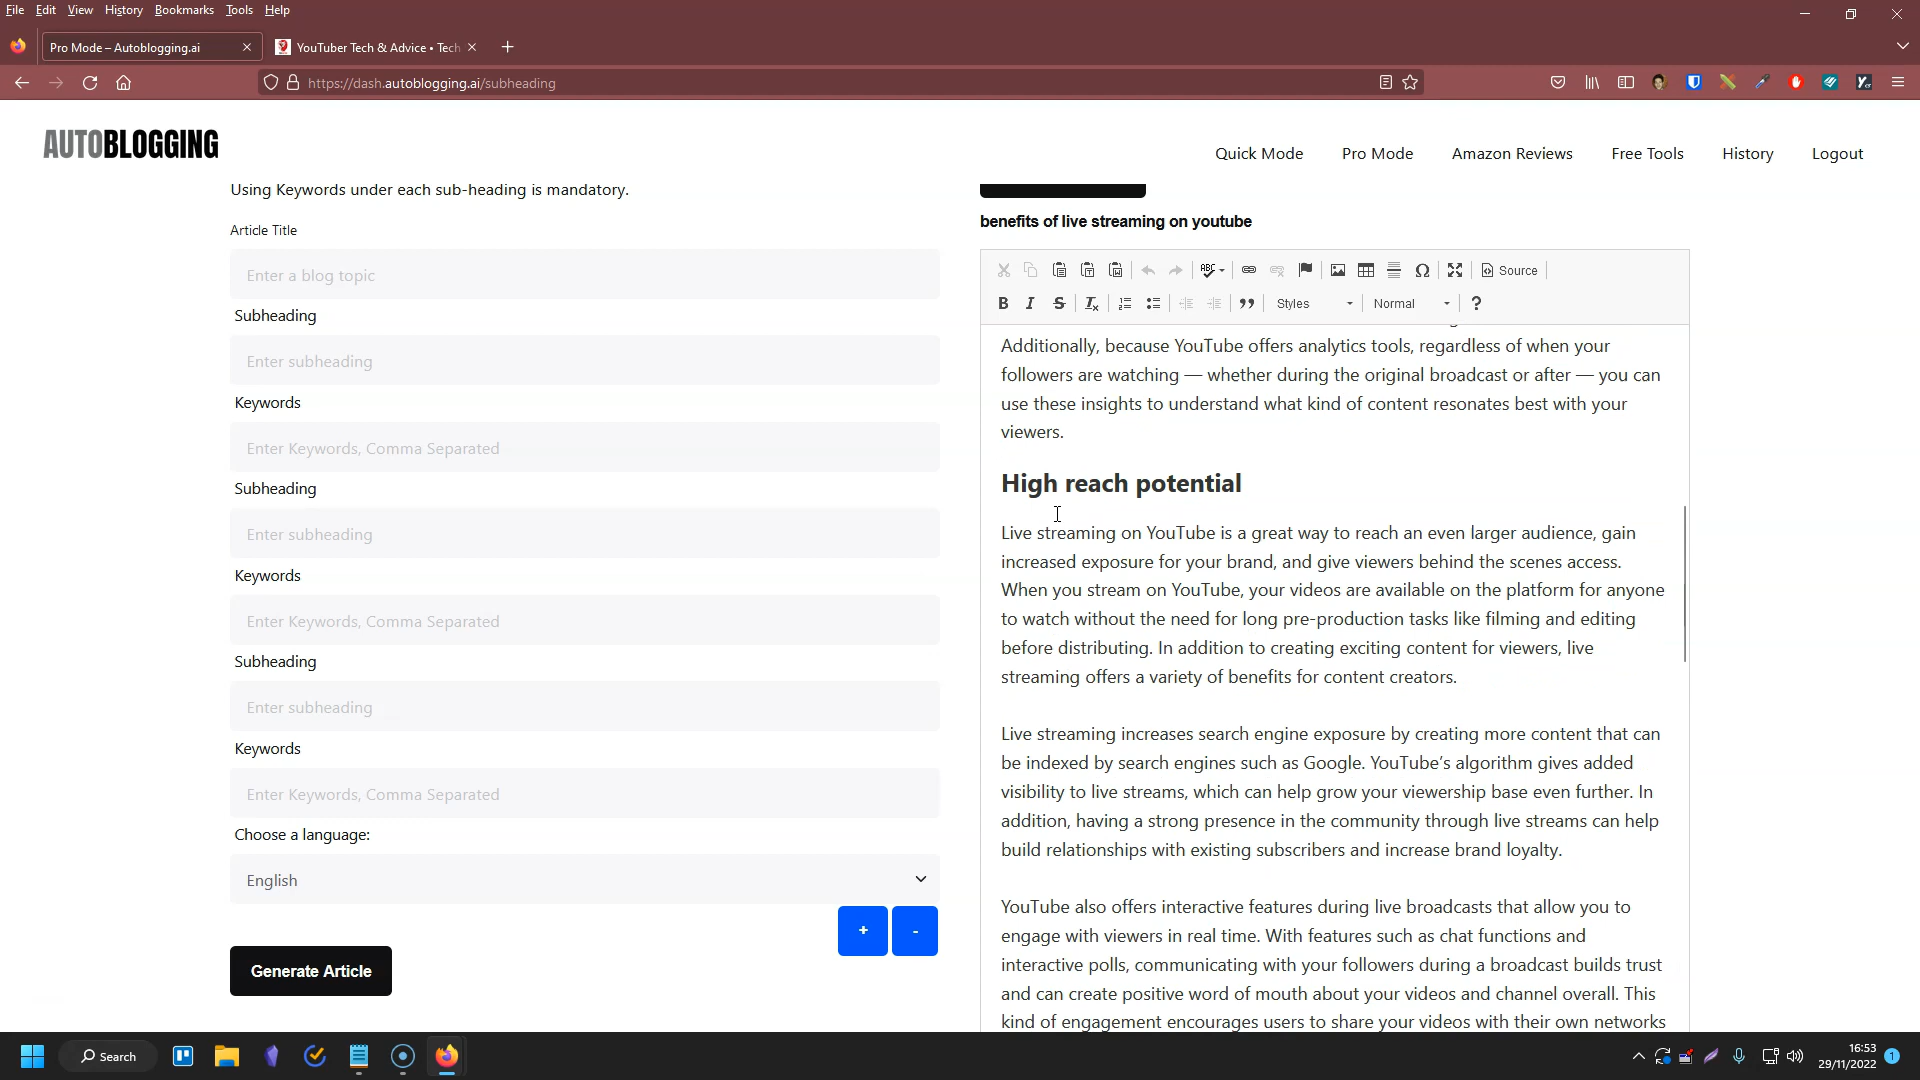 File Edit View History Bookmarks Tools Help
Pro Mode – Autoblogging.ai
YouTuber Tech & Advice • Tech
https://dash.autoblogging.ai/subheading
AUTOBLOGGING
Quick Mode
Pro Mode
Amazon Reviews
Free Tools
History
Logout
Using Keywords under each sub-heading is mandatory.
Article Title
Enter a blog topic
Subheading
Enter subheading
Keywords
Enter Keywords, Comma Separated
Subheading
Enter subheading
Keywords
Enter Keywords, Comma Separated
Subheading
Enter subheading
Keywords
Enter Keywords, Comma Separated
Choose a language:
English
+ -
Generate Article
benefits of live streaming on youtube
ABC
Source
B I S
Styles
Normal
?
Additionally, because YouTube offers analytics tools, regardless of when your
followers are watching — whether during the original broadcast or after — you can
use these insights to understand what kind of content resonates best with your
viewers.
High reach potential
Live streaming on YouTube is a great way to reach an even larger audience, gain
increased exposure for your brand, and give viewers behind the scenes access.
When you stream on YouTube, your videos are available on the platform for anyone
to watch without the need for long pre-production tasks like filming and editing
before distributing. In addition to creating exciting content for viewers, live
streaming offers a variety of benefits for content creators.
Live streaming increases search engine exposure by creating more content that can
be indexed by search engines such as Google. YouTube's algorithm gives added
visibility to live streams, which can help grow your viewership base even further. In
addition, having a strong presence in the community through live streams can help
build relationships with existing subscribers and increase brand loyalty.
YouTube also offers interactive features during live broadcasts that allow you to
engage with viewers in real time. With features such as chat functions and
interactive polls, communicating with your followers during a broadcast builds trust
and can create positive word of mouth about your videos and channel overall. This
kind of engagement encourages users to share your videos with their own networks
Search
16:53
29/11/2022
1